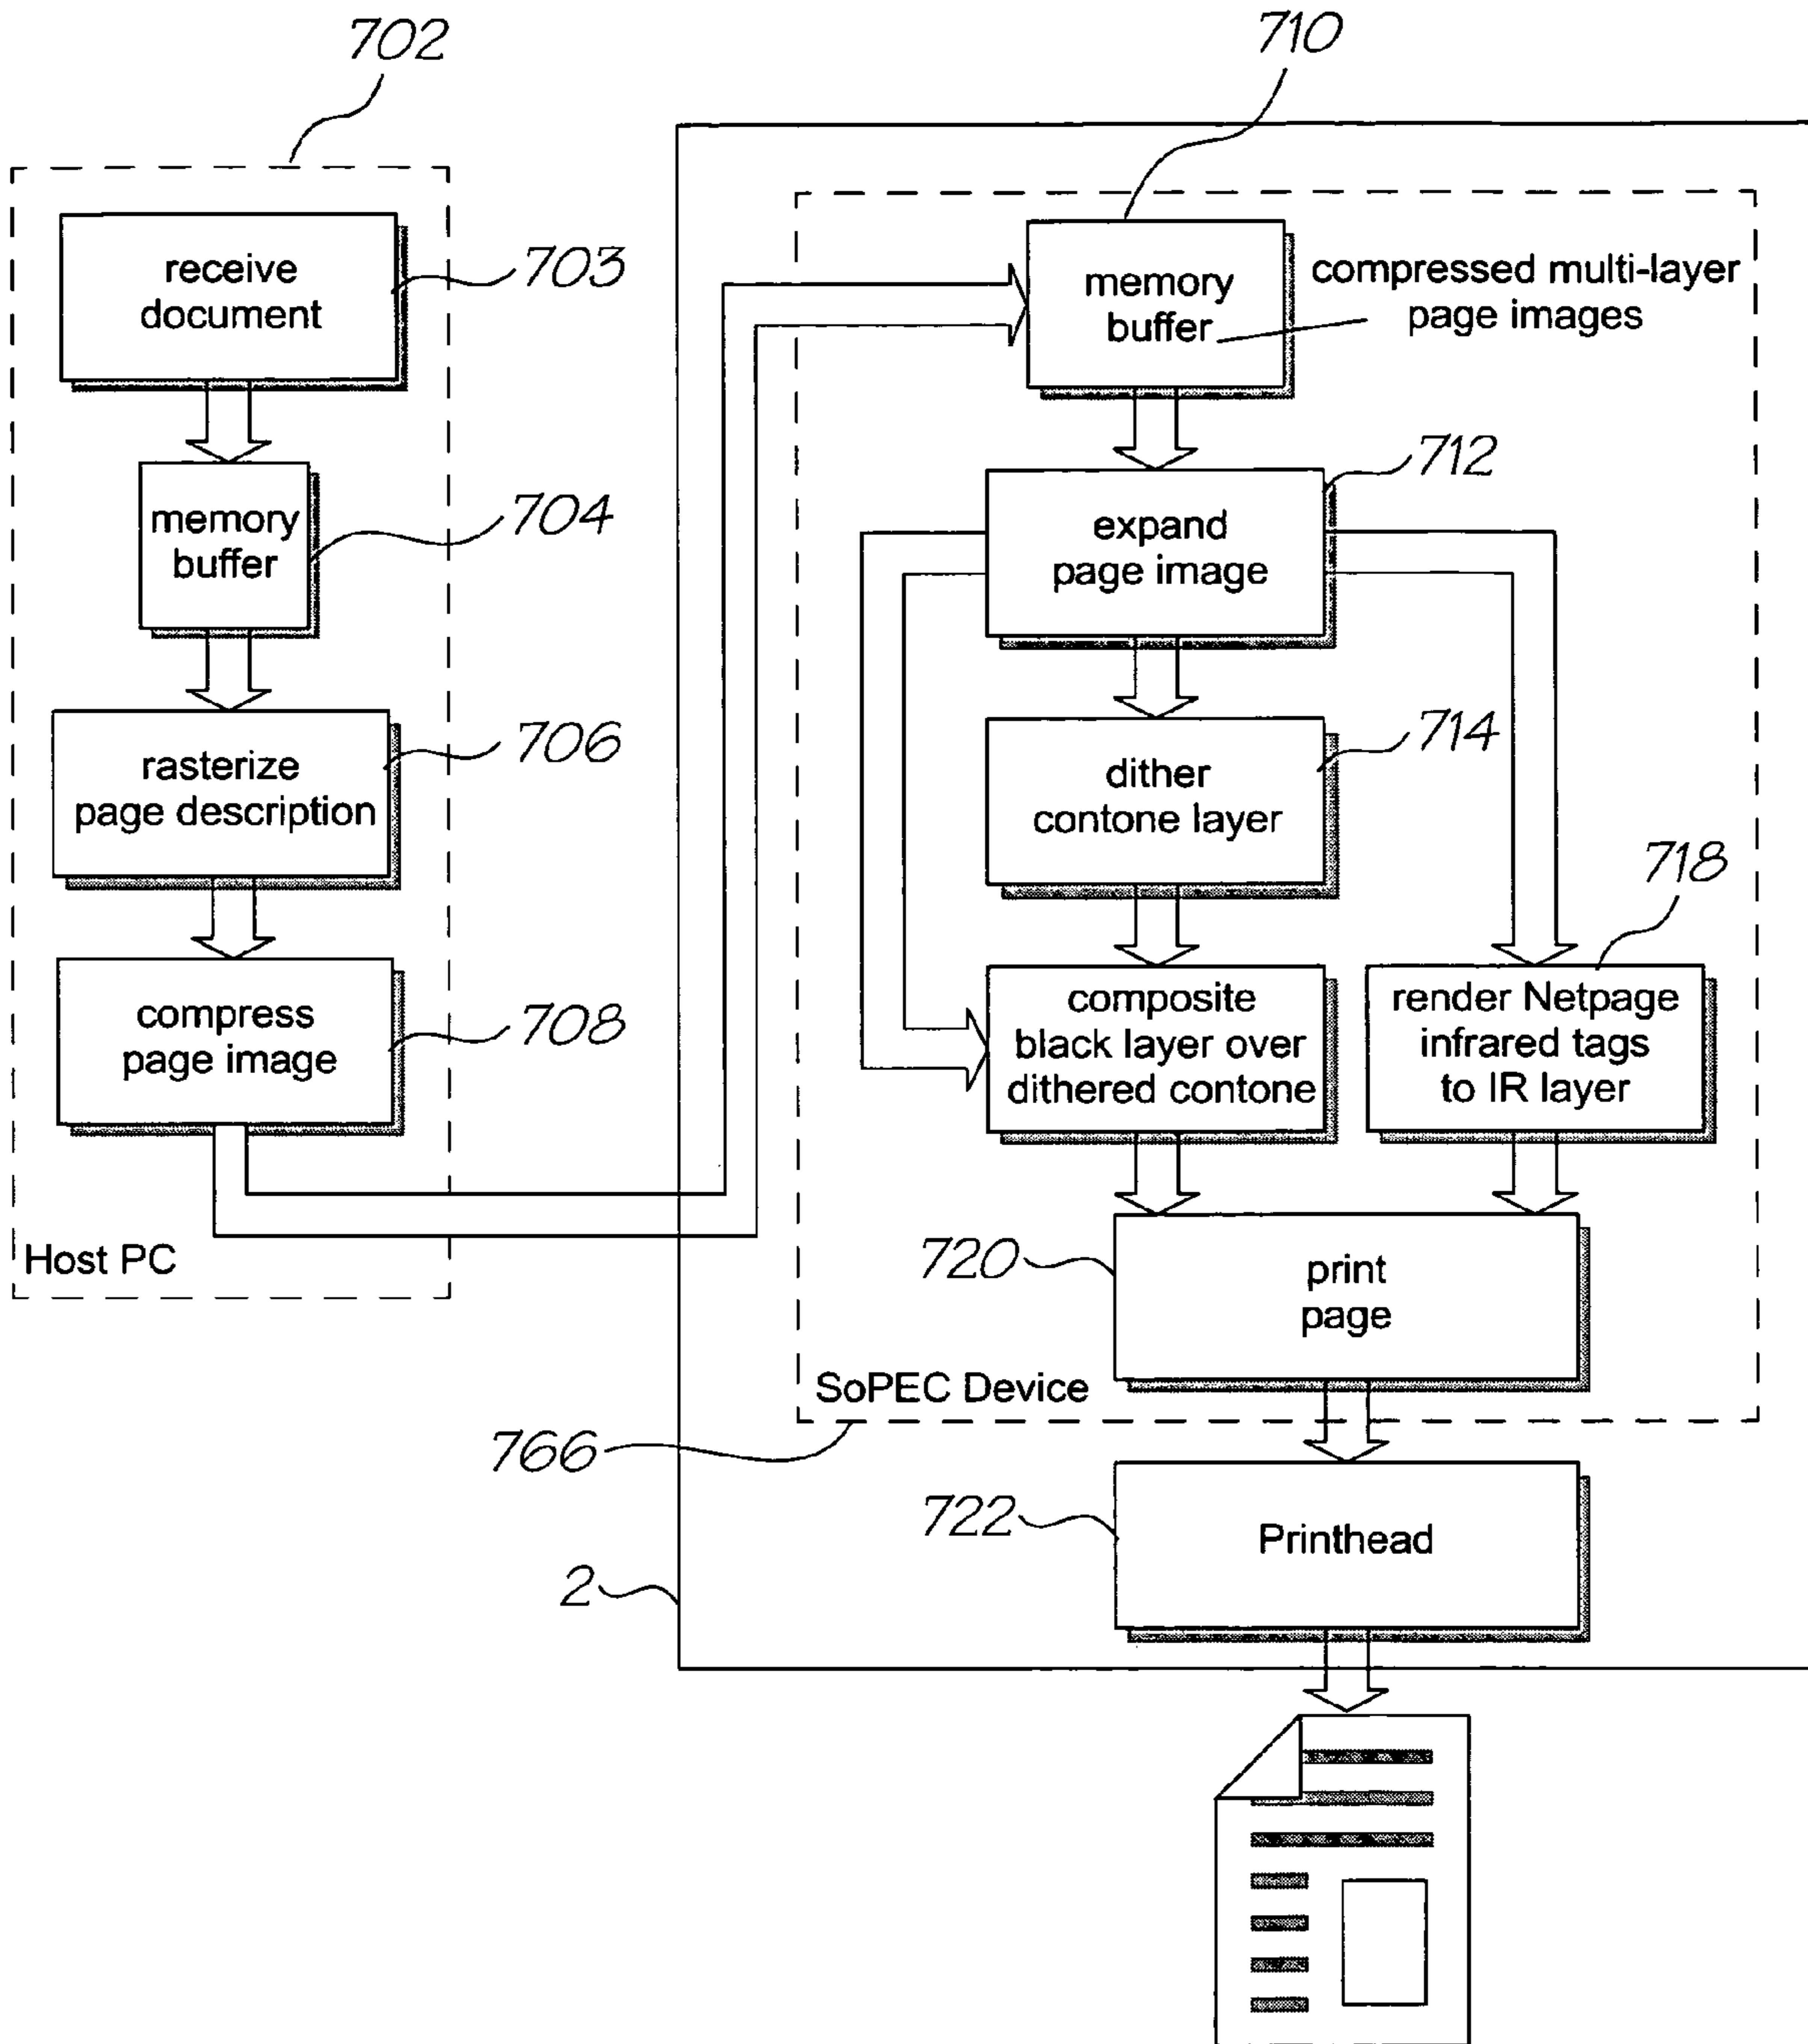 702
710
receive
document
703
memory
buffer
compressed multi-layer
page images
memory
buffer
704
expand
page image
712
rasterize
page description
706
dither
contone layer
714
718
compress
page image
708
composite
black layer over
dithered contone
render Netpage
infrared tags
to IR layer
Host PC
720
print
page
SoPEC Device
766
722
Printhead
2